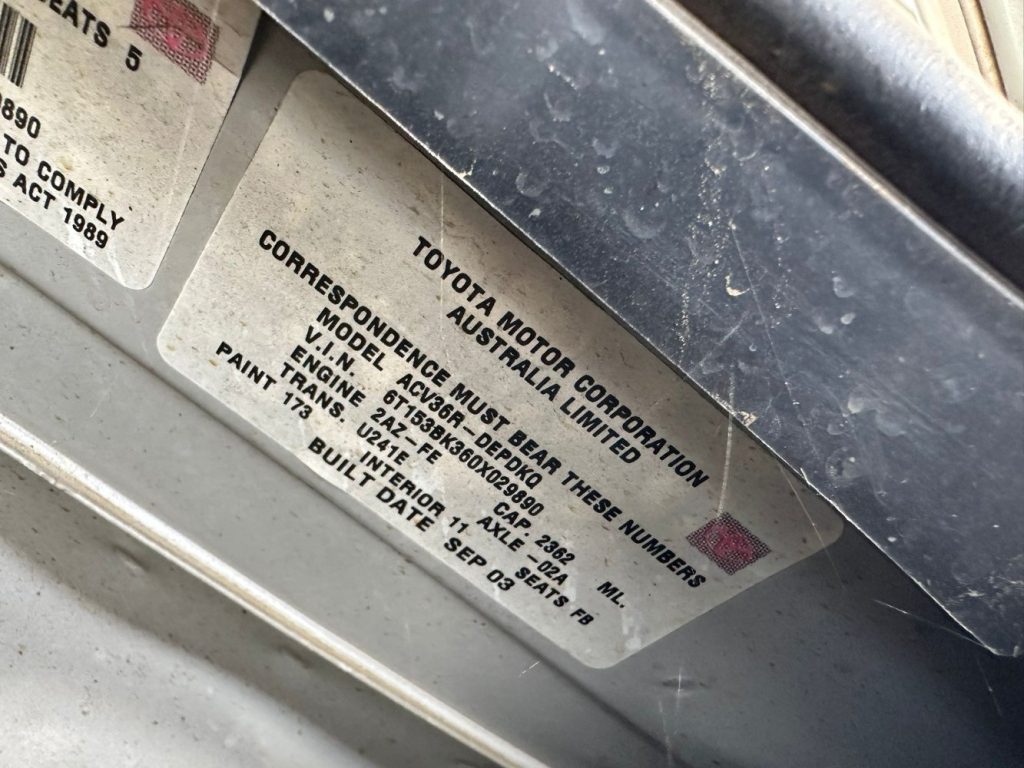 SEATS 5
9890
TO COMPLY
S ACT 1989
TOYOTA MOTOR CORPORATION
AUSTRALIA LIMITED
CORRESPONDENCE MUST BEAR THESE NUMBERS
MODEL ACV36R-DEPDKQ
V.I.N. 6T153BK360X029890
ENGINE 2AZ-FE CAP. 2362 ML.
TRANS. U241E AXLE -02A
PAINT 173 INTERIOR 11 SEATS FB
BUILT DATE SEP 03